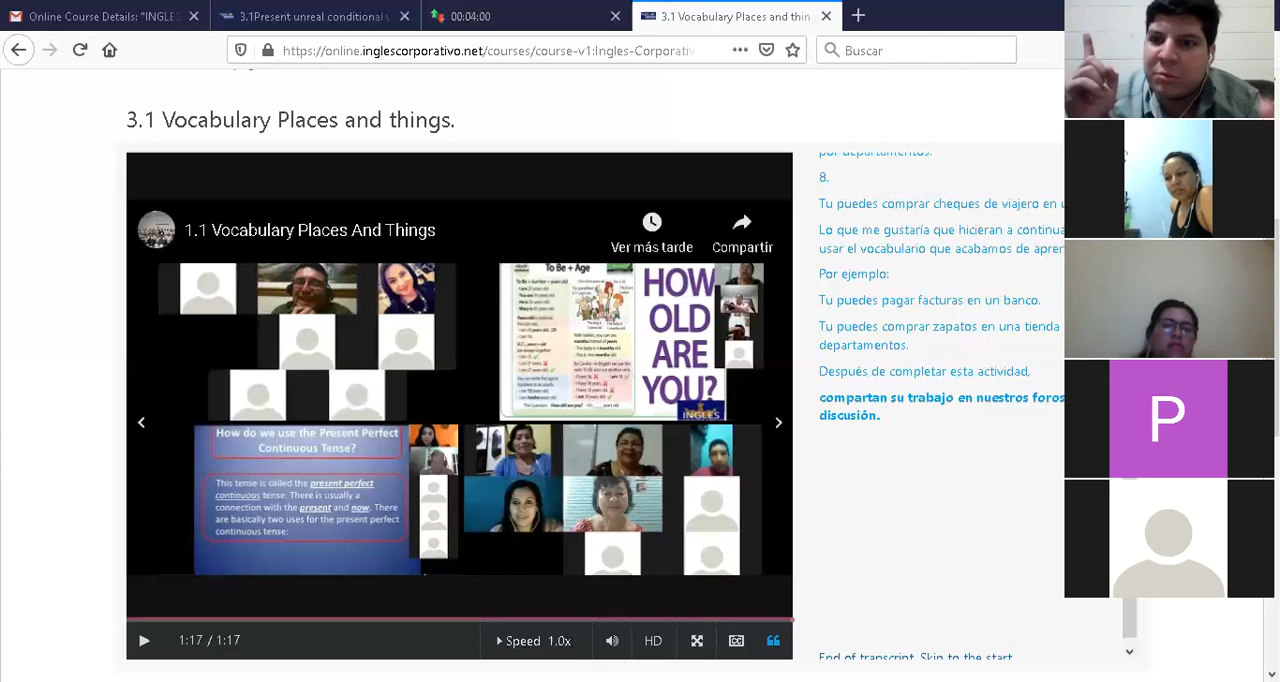 Online Course Details: "INGLES
3.1Present unreal conditional
00:04:00
3.1 Vocabulary Places and thin
https://online.inglescorporativo.net/courses/course-v1:Ingles-Corporativ
Buscar
3.1 Vocabulary Places and things.
por departamentos.
8.
Tu puedes comprar cheques de viajero en
Lo que me gustaría que hicieran a continua
usar el vocabulario que acabamos de apren
Por ejemplo:
Tu puedes pagar facturas en un banco.
Tu puedes comprar zapatos en una tienda
departamentos.
Después de completar esta actividad,
compartan su trabajo en nuestros foros
discusión.
End of transcript. Skip to the start.
1.1 Vocabulary Places And Things
Ver más tarde
Compartir
To Be + Age
HOW
OLD
ARE
YOU?
INGLES
How do we use the Present Perfect
Continuous Tense?
This tense is called the present perfect
continuous tense. There is usually a
connection with the present and now. There
are basically two uses for the present perfect
continuous tense:
1:17 / 1:17
Speed 1.0x
HD
P